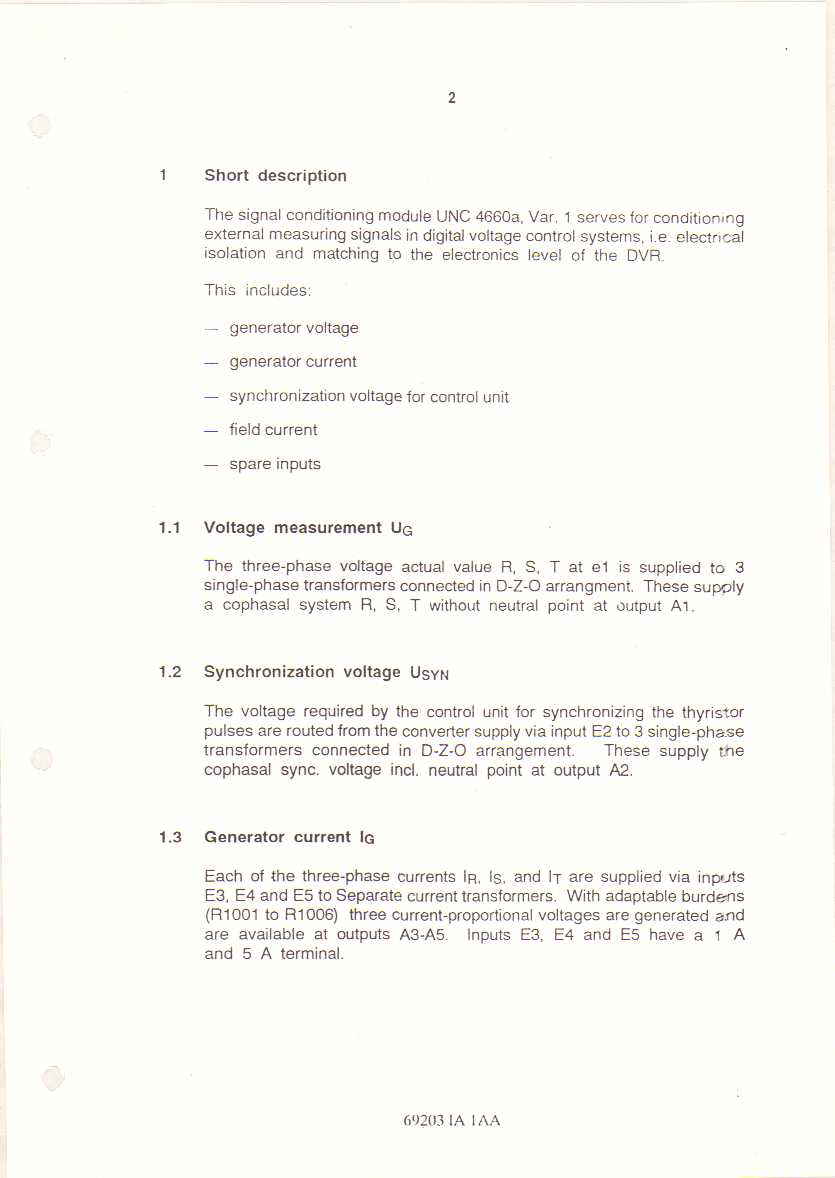 2
1 Short description
The signal conditioning module UNC 4660a, Var. 1 serves for conditioning
external measuring signals in digital voltage control systems, i.e. electrical
isolation and matching to the electronics level of the DVR.
This includes:
— generator voltage
— generator current
— synchronization voltage for control unit
— field current
— spare inputs
1.1 Voltage measurement UG
The three-phase voltage actual value R, S, T at e1 is supplied to 3
single-phase transformers connected in D-Z-O arrangment. These supply
a cophasal system R, S, T without neutral point at output A1.
1.2 Synchronization voltage USYN
The voltage required by the control unit for synchronizing the thyristor
pulses are routed from the converter supply via input E2 to 3 single-phase
transformers connected in D-Z-O arrangement. These supply the
cophasal sync. voltage incl. neutral point at output A2.
1.3 Generator current IG
Each of the three-phase currents IR, IS, and IT are supplied via inputs
E3, E4 and E5 to Separate current transformers. With adaptable burdens
(R1001 to R1006) three current-proportional voltages are generated and
are available at outputs A3-A5. Inputs E3, E4 and E5 have a 1 A
and 5 A terminal.
69203 IA 1AA